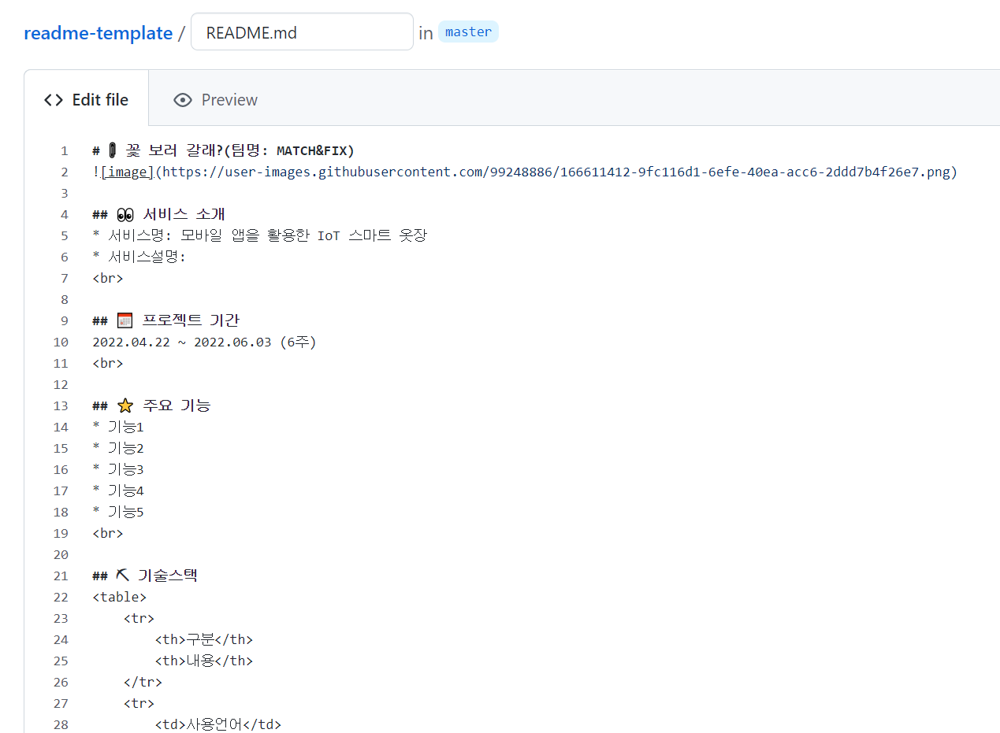 readme-template / README.md in master
Edit file Preview
1 # 📎 꽃 보러 갈래?(팀명: MATCH&FIX)
2 ![image](https://user-images.githubusercontent.com/99248886/166611412-9fc116d1-6efe-40ea-acc6-2ddd7b4f26e7.png)
3
4 ## 👀 서비스 소개
5 * 서비스명: 모바일 앱을 활용한 IoT 스마트 옷장
6 * 서비스설명:
7 <br>
8
9 ## 📅 프로젝트 기간
10 2022.04.22 ~ 2022.06.03 (6주)
11 <br>
12
13 ## ⭐ 주요 기능
14 * 기능1
15 * 기능2
16 * 기능3
17 * 기능4
18 * 기능5
19 <br>
20
21 ## ⛏ 기술스택
22 <table>
23     <tr>
24         <th>구분</th>
25         <th>내용</th>
26     </tr>
27     <tr>
28         <td>사용언어</td>